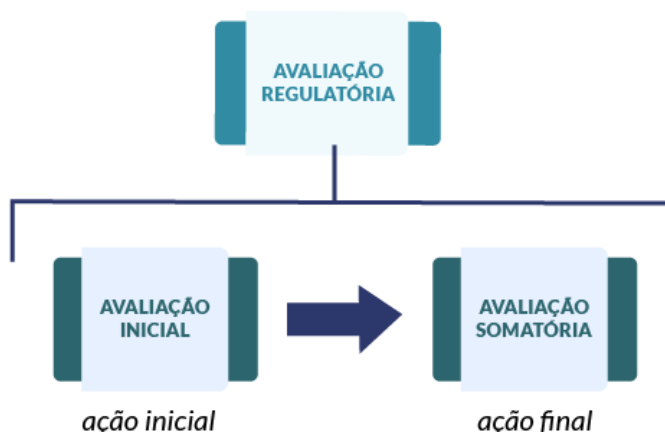 AVALIAÇÃO
REGULATÓRIA
AVALIAÇÃO
INICIAL
AVALIAÇÃO
SOMATÓRIA
ação inicial
ação final